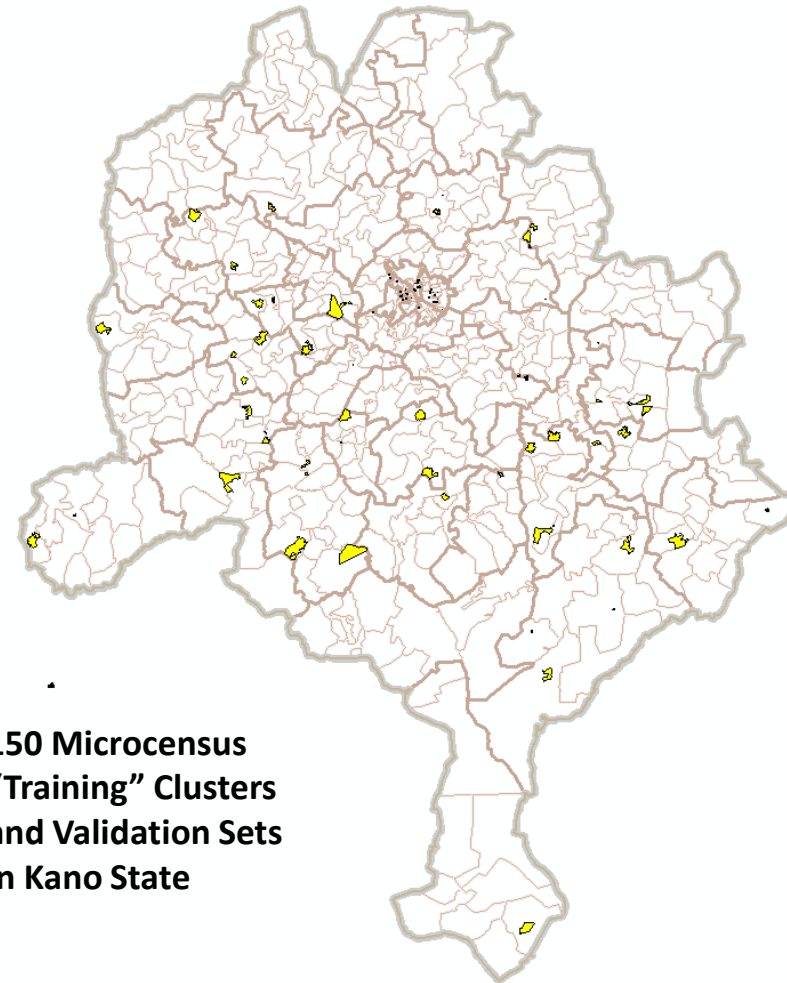 150 Microcensus
“Training” Clusters
and Validation Sets
in Kano State